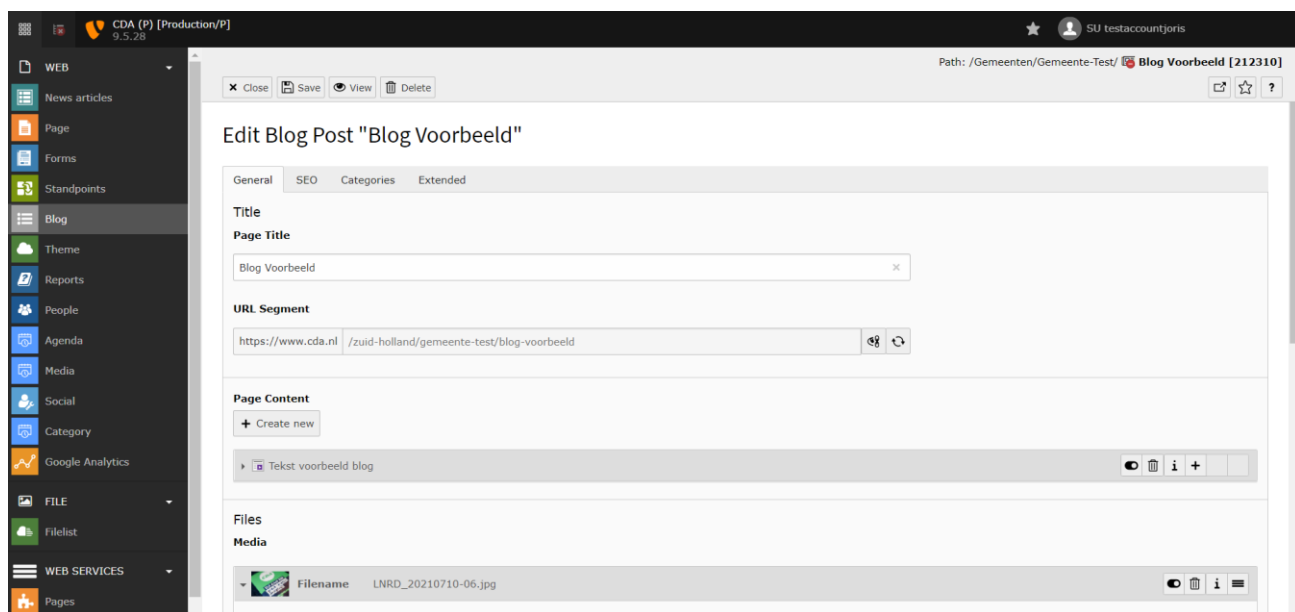 CDA (P) [Production/P]
9.5.28
SU testaccountjoris
WEB
News articles
Page
Forms
Standpoints
Blog
Theme
Reports
People
Agenda
Media
Social
Category
Google Analytics
FILE
Filelist
WEB SERVICES
Pages
Path: /Gemeenten/Gemeente-Test/ Blog Voorbeeld [212310]
Close Save View Delete
?
Edit Blog Post "Blog Voorbeeld"
General SEO Categories Extended
Title
Page Title
Blog Voorbeeld
URL Segment
https://www.cda.nl /zuid-holland/gemeente-test/blog-voorbeeld
Page Content
+ Create new
Tekst voorbeeld blog
Files
Media
Filename LNRD_20210710-06.jpg